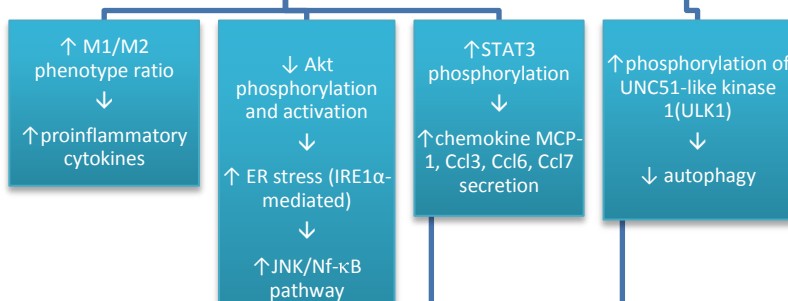 ↑ M1/M2
phenotype ratio
↓
↑proinflammatory
cytokines
↓ Akt
phosphorylation
and activation
↓
↑ ER stress (IRE1α-
mediated)
↓
↑JNK/Nf-κB
pathway
↑STAT3
phosphorylation
↓
↑chemokine MCP-
1, Ccl3, Ccl6, Ccl7
secretion
↑phosphorylation of
UNC51-like kinase
1(ULK1)
↓
↓ autophagy